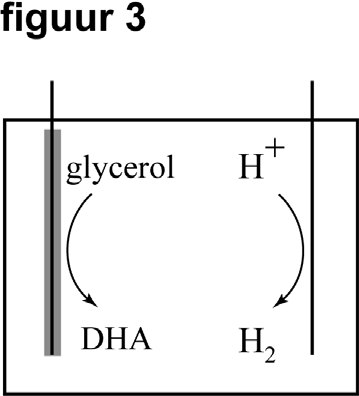 figuur 3
glycerol H⁺
DHA H₂